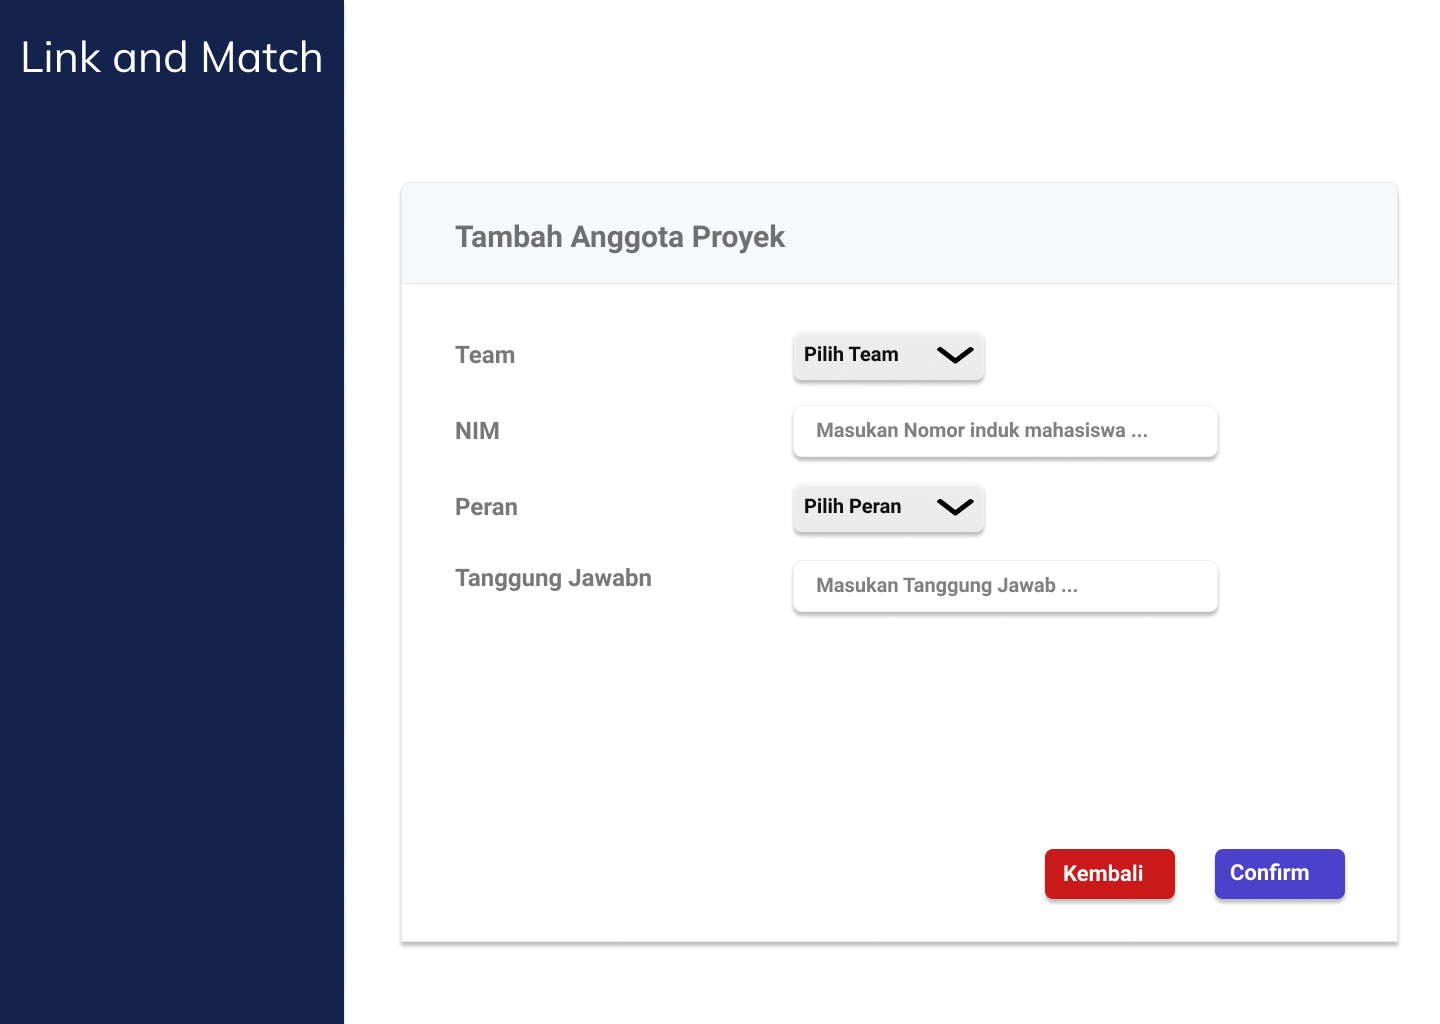 Link and Match
Tambah Anggota Proyek
Team
Pilih Team
NIM
Masukan Nomor induk mahasiswa ...
Peran
Pilih Peran
Tanggung Jawabn
Masukan Tanggung Jawab ...
Kembali
Confirm